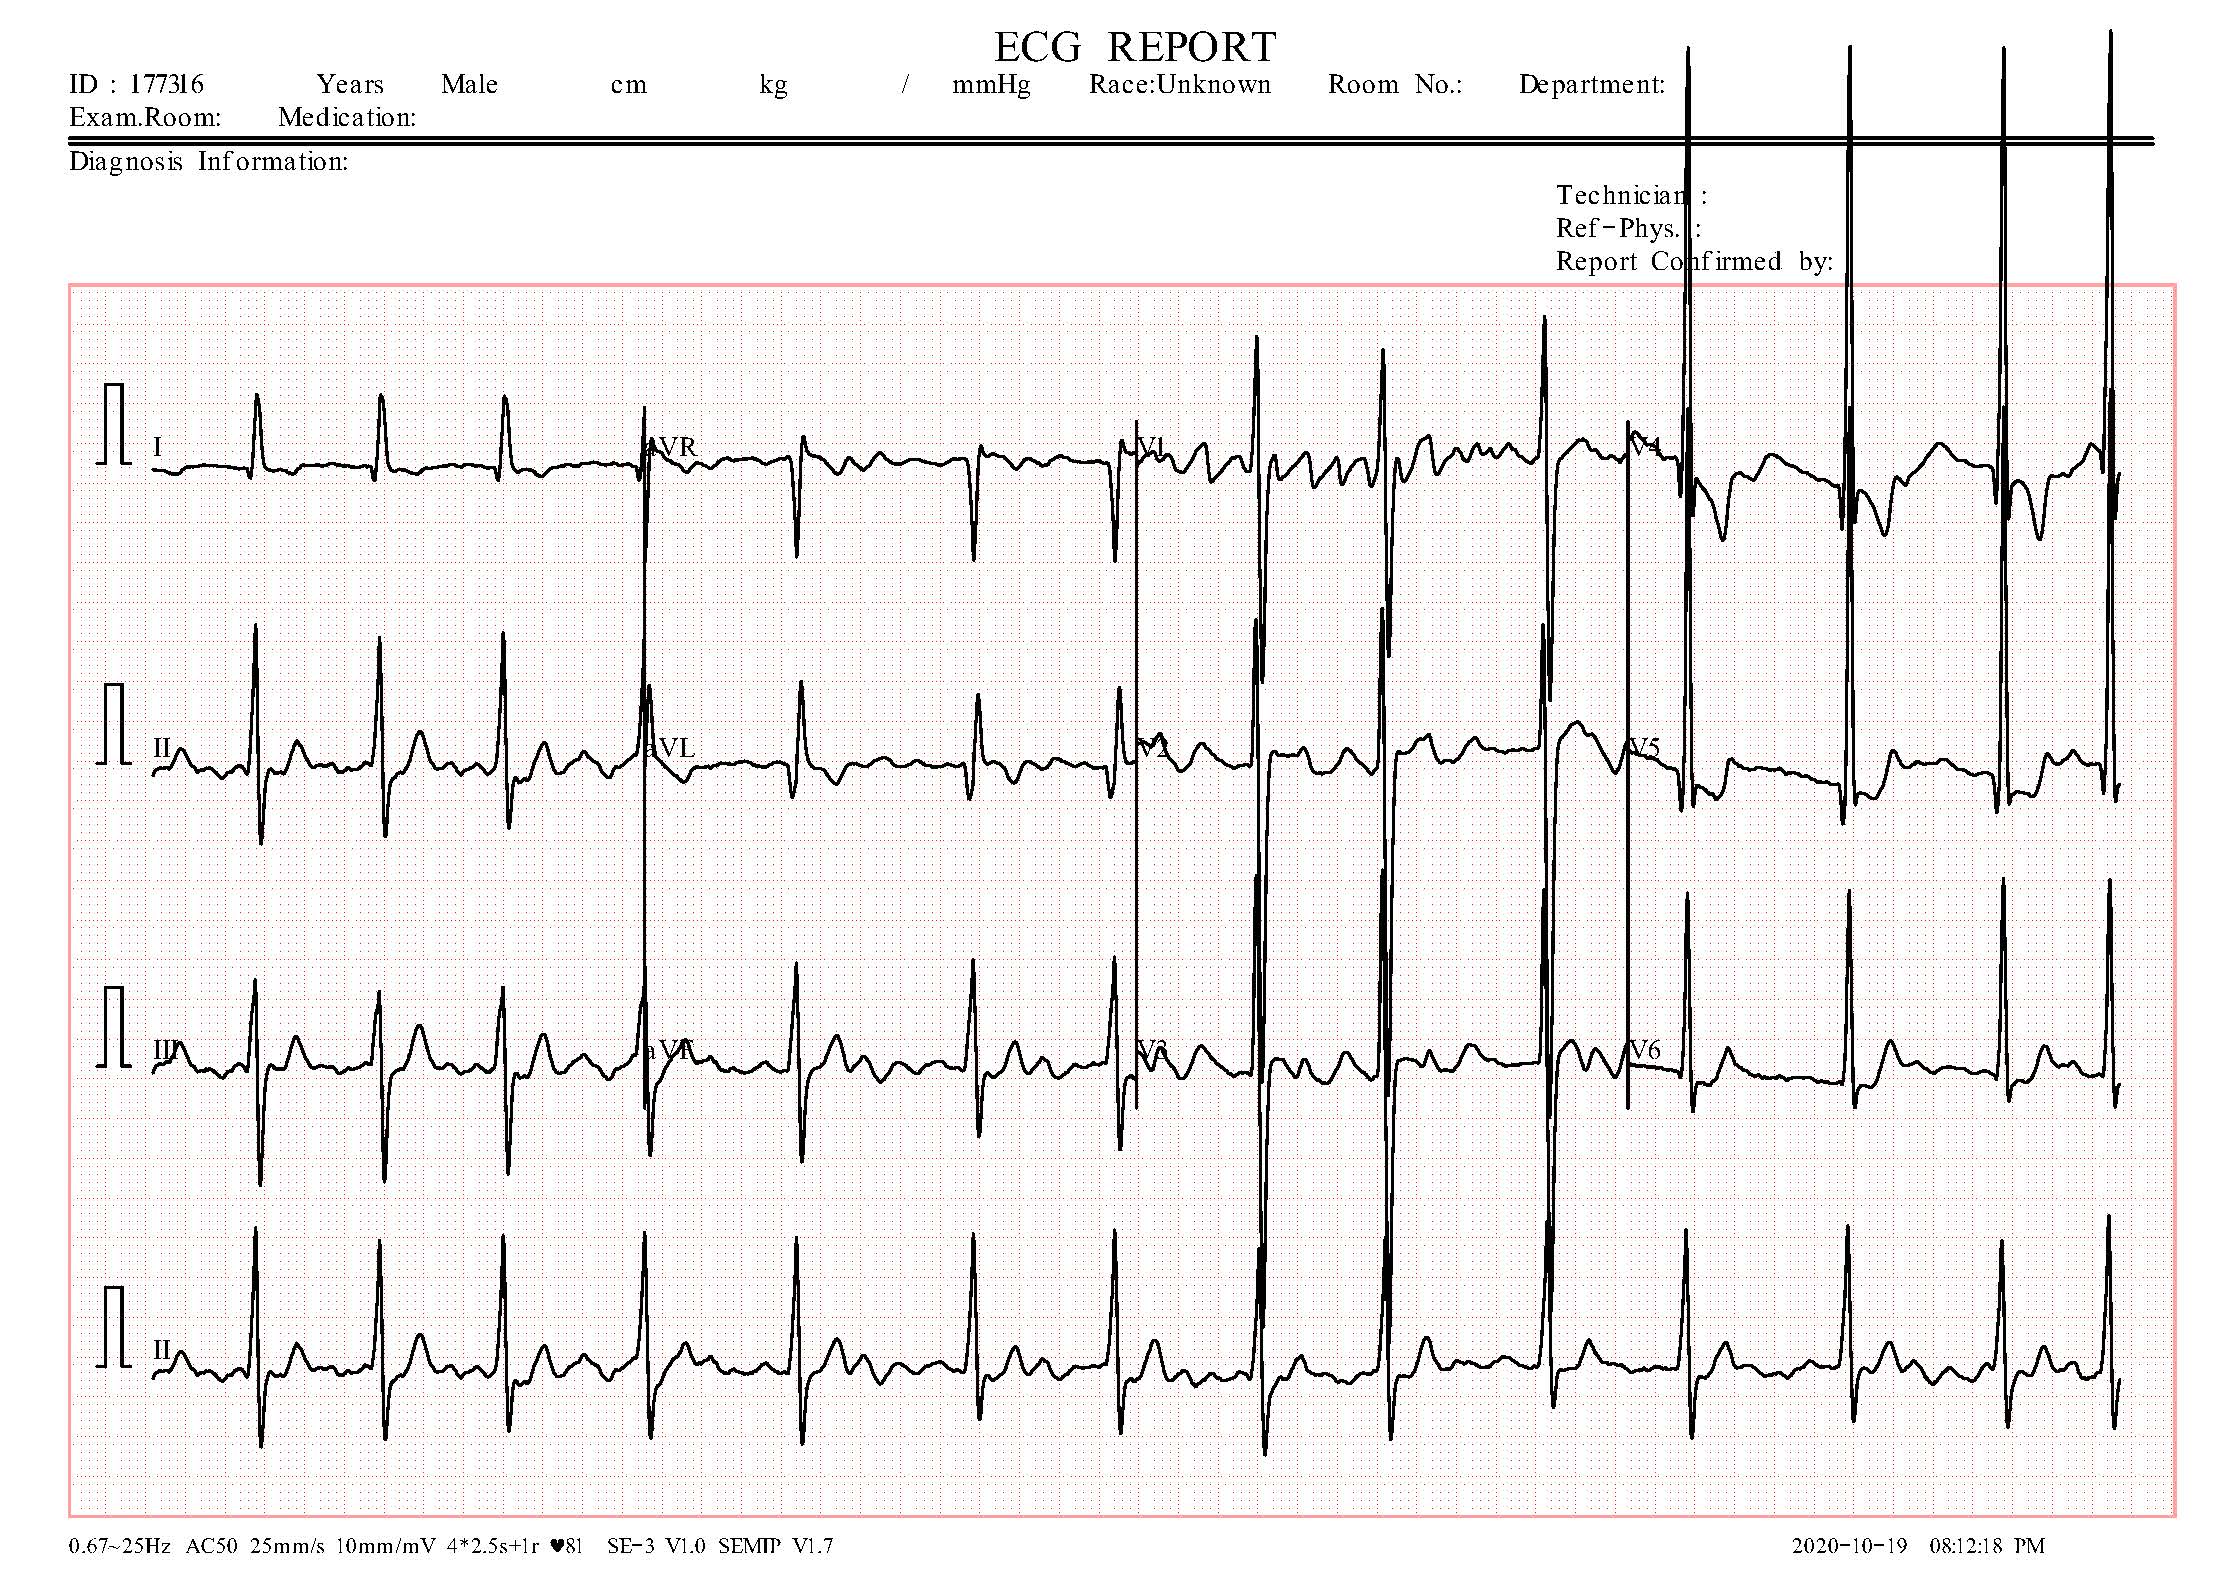 ECG REPORT
ID : 177316 Years Male cm kg / mmHg Race:Unknown Room No.: Department:
Exam.Room: Medication:
Diagnosis Information:
Technician :
Ref-Phys. :
Report Confirmed by:
I aVR V1 V4
II aVL V2 V5
III aVF V3 V6
II
0.67~25Hz AC50 25mm/s 10mm/mV 4*2.5s+1r ♥81 SE-3 V1.0 SEMIP V1.7 2020-10-19 08:12:18 PM